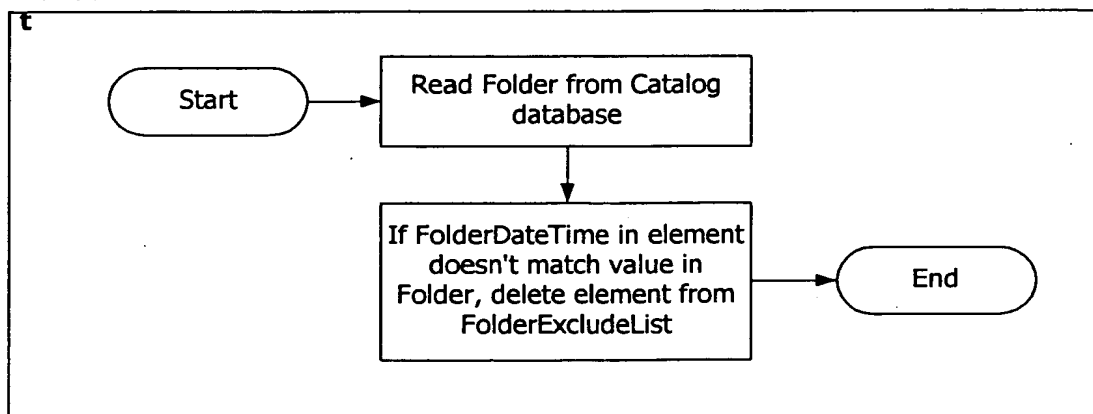 t
Start
Read Folder from Catalog
database
If FolderDateTime in element
doesn't match value in
Folder, delete element from
FolderExcludeList
End